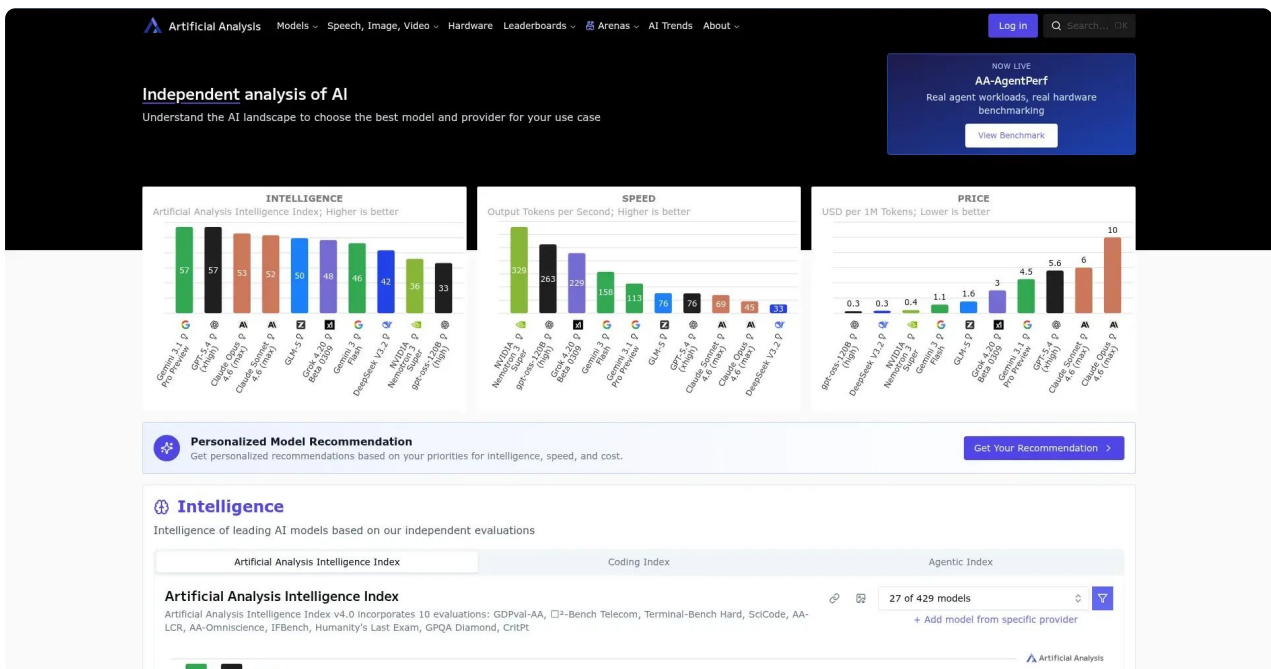 Artificial Analysis
Models
Speech, Image, Video
Hardware
Leaderboards
Arenas
AI Trends
About
Log in
Search...
K
Independent analysis of AI
Understand the AI landscape to choose the best model and provider for your use case
NOW LIVE
AA-AgentPerf
Real agent workloads, real hardware
benchmarking
View Benchmark
INTELLIGENCE
Artificial Analysis Intelligence Index; Higher is better
57
57
53
52
50
48
46
42
36
33
Gemini 3.1
Pro Preview
GPT-5.4
(xhigh)
Claude Opus
4.6 (max)
Claude Sonnet
4.6 (max)
GLM-5
Grok 4.20
Beta 0309
Gemini 3
Flash
DeepSeek V3.2
NVIDIA
Nemotron 3
Super
gpt-oss-120B
(high)
SPEED
Output Tokens per Second; Higher is better
329
263
229
158
113
76
76
69
45
33
NVIDIA
Nemotron 3
Super
gpt-oss-120B
(high)
Grok 4.20
Beta 0309
Gemini 3
Flash
Gemini 3.1
Pro Preview
GLM-5
GPT-5.4
(xhigh)
Claude Sonnet
4.6 (max)
Claude Opus
4.6 (max)
DeepSeek V3.2
PRICE
USD per 1M Tokens; Lower is better
0.3
0.3
0.4
1.1
1.6
3
4.5
5.6
6
10
gpt-oss-120B
(high)
DeepSeek V3.2
NVIDIA
Nemotron 3
Super
Gemini 3
Flash
GLM-5
Grok 4.20
Beta 0309
Gemini 3.1
Pro Preview
GPT-5.4
(xhigh)
Claude Sonnet
4.6 (max)
Claude Opus
4.6 (max)
Personalized Model Recommendation
Get personalized recommendations based on your priorities for intelligence, speed, and cost.
Get Your Recommendation
Intelligence
Intelligence of leading AI models based on our independent evaluations
Artificial Analysis Intelligence Index
Coding Index
Agentic Index
Artificial Analysis Intelligence Index
Artificial Analysis Intelligence Index v4.0 incorporates 10 evaluations: GDPval-AA, □²-Bench Telecom, Terminal-Bench Hard, SciCode, AA-
LCR, AA-Omniscience, IFBench, Humanity's Last Exam, GPQA Diamond, CritPt
27 of 429 models
+ Add model from specific provider
Artificial Analysis